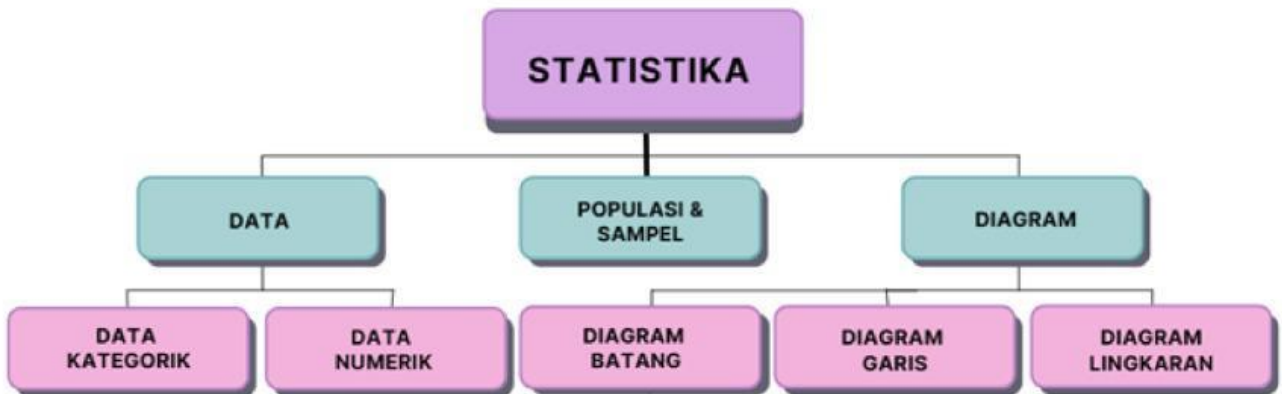 STATISTIKA
DATA
POPULASI &
SAMPEL
DIAGRAM
DATA
KATEGORIK
DATA
NUMERIK
DIAGRAM
BATANG
DIAGRAM
GARIS
DIAGRAM
LINGKARAN